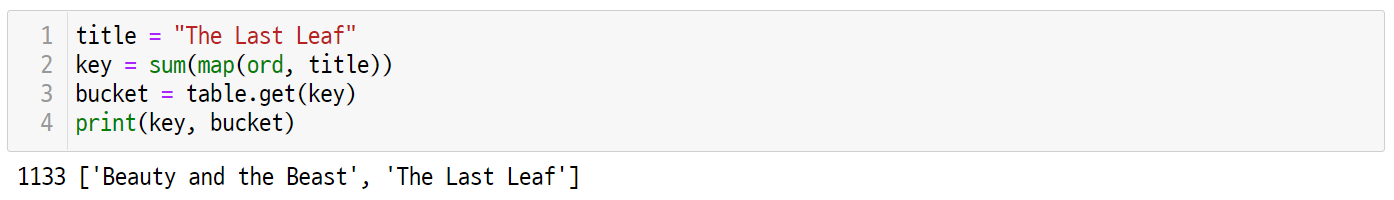 1 title = "The Last Leaf"
2 key = sum(map(ord, title))
3 bucket = table.get(key)
4 print(key, bucket)
1133 ['Beauty and the Beast', 'The Last Leaf']